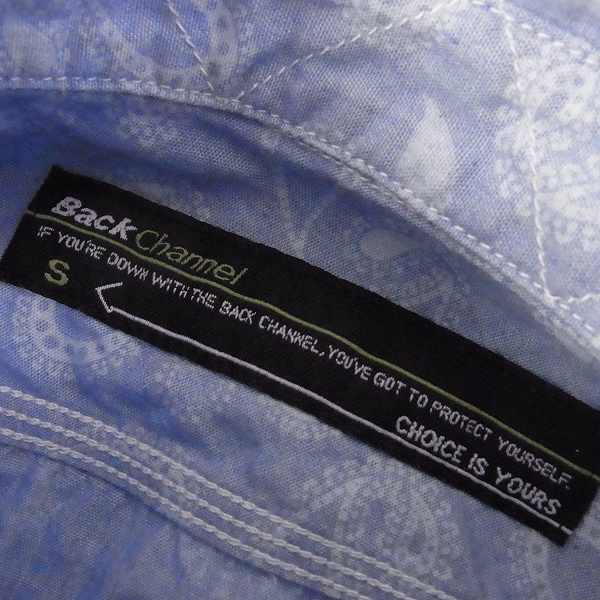 Back Channel
IF YOU'RE DOWN WITH THE BACK CHANNEL, YOU'VE GOT TO PROTECT YOURSELF.
S
CHOICE IS YOURS